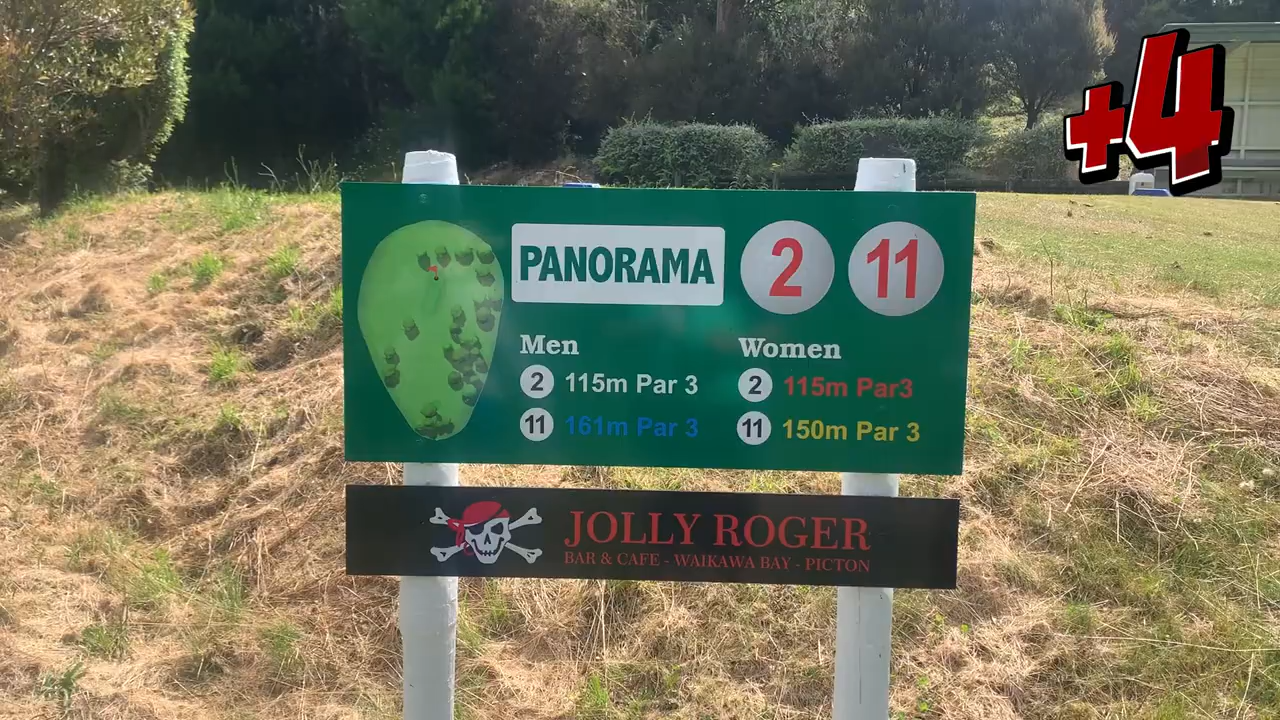 +4
PANORAMA 2 11
Men Women
2 115m Par 3 2 115m Par3
11 161m Par 3 11 150m Par 3
JOLLY ROGER
BAR & CAFE - WAIKAWA BAY - PICTON